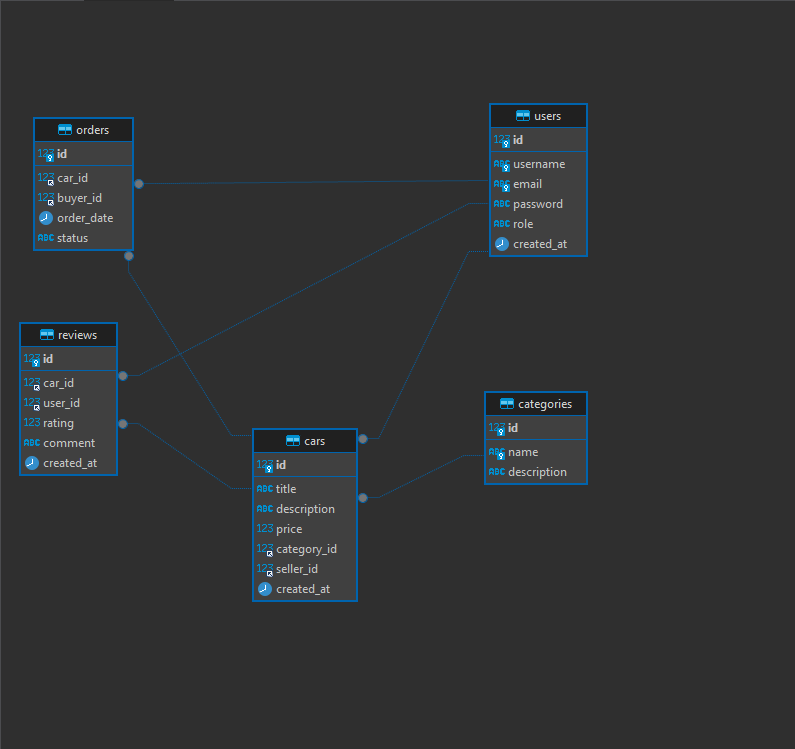 orders
123 id
123 car_id
123 buyer_id
order_date
ABC status
users
123 id
ABC username
ABC email
ABC password
ABC role
created_at
reviews
123 id
123 car_id
123 user_id
123 rating
ABC comment
created_at
cars
123 id
ABC title
ABC description
123 price
123 category_id
123 seller_id
created_at
categories
123 id
ABC name
ABC description